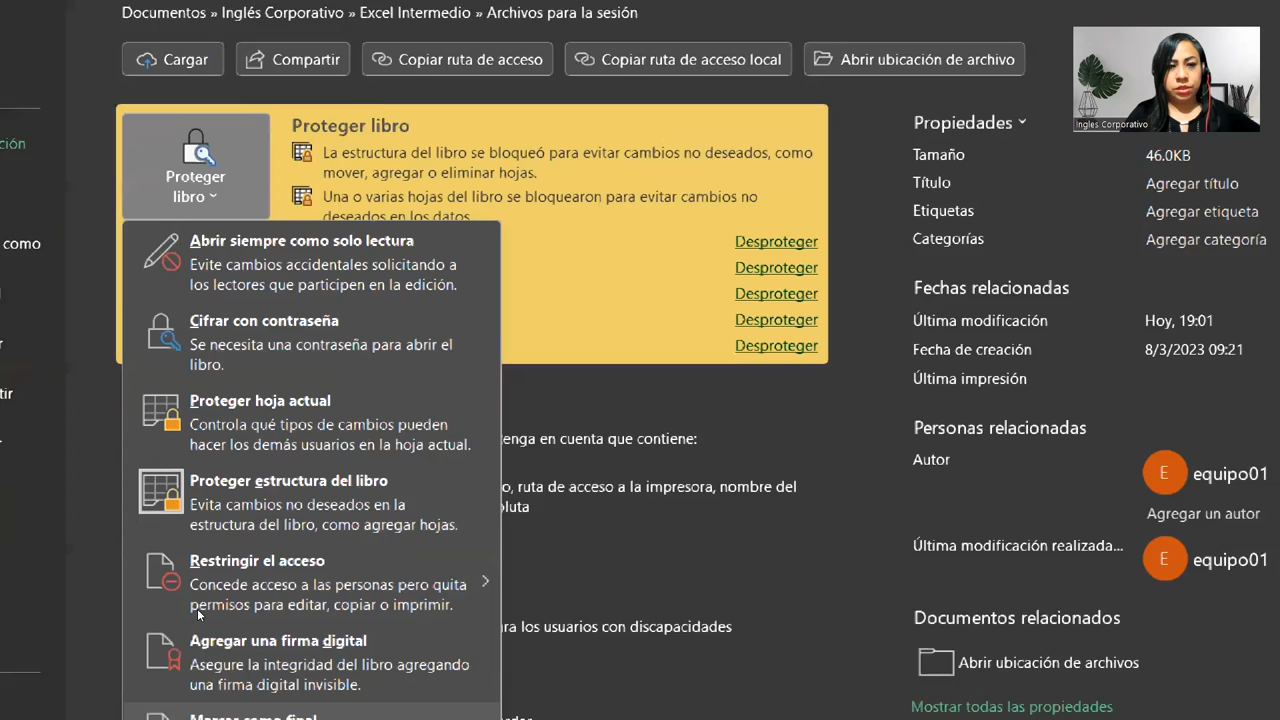 Documentos » Inglés Corporativo » Excel Intermedio » Archivos para la sesión
Cargar
Compartir
Copiar ruta de acceso
Copiar ruta de acceso local
Abrir ubicación de archivo
Ingles Corporativo
ción
como
r
tir
Proteger
libro
Proteger libro
La estructura del libro se bloqueó para evitar cambios no deseados, como
mover, agregar o eliminar hojas.
Una o varias hojas del libro se bloquearon para evitar cambios no
deseados en los datos.
Desproteger
Desproteger
Desproteger
Desproteger
Desproteger
Abrir siempre como solo lectura
Evite cambios accidentales solicitando a
los lectores que participen en la edición.
Cifrar con contraseña
Se necesita una contraseña para abrir el
libro.
Proteger hoja actual
Controla qué tipos de cambios pueden
hacer los demás usuarios en la hoja actual.
Proteger estructura del libro
Evita cambios no deseados en la
estructura del libro, como agregar hojas.
Restringir el acceso
Concede acceso a las personas pero quita
permisos para editar, copiar o imprimir.
Agregar una firma digital
Asegure la integridad del libro agregando
una firma digital invisible.
Marcar como final
tenga en cuenta que contiene:
o, ruta de acceso a la impresora, nombre del
oluta
ra los usuarios con discapacidades
Propiedades
Tamaño 46.0KB
Título Agregar título
Etiquetas Agregar etiqueta
Categorías Agregar categoría
Fechas relacionadas
Última modificación Hoy, 19:01
Fecha de creación 8/3/2023 09:21
Última impresión
Personas relacionadas
Autor E equipo01
Agregar un autor
Última modificación realizada... E equipo01
Documentos relacionados
Abrir ubicación de archivos
Mostrar todas las propiedades